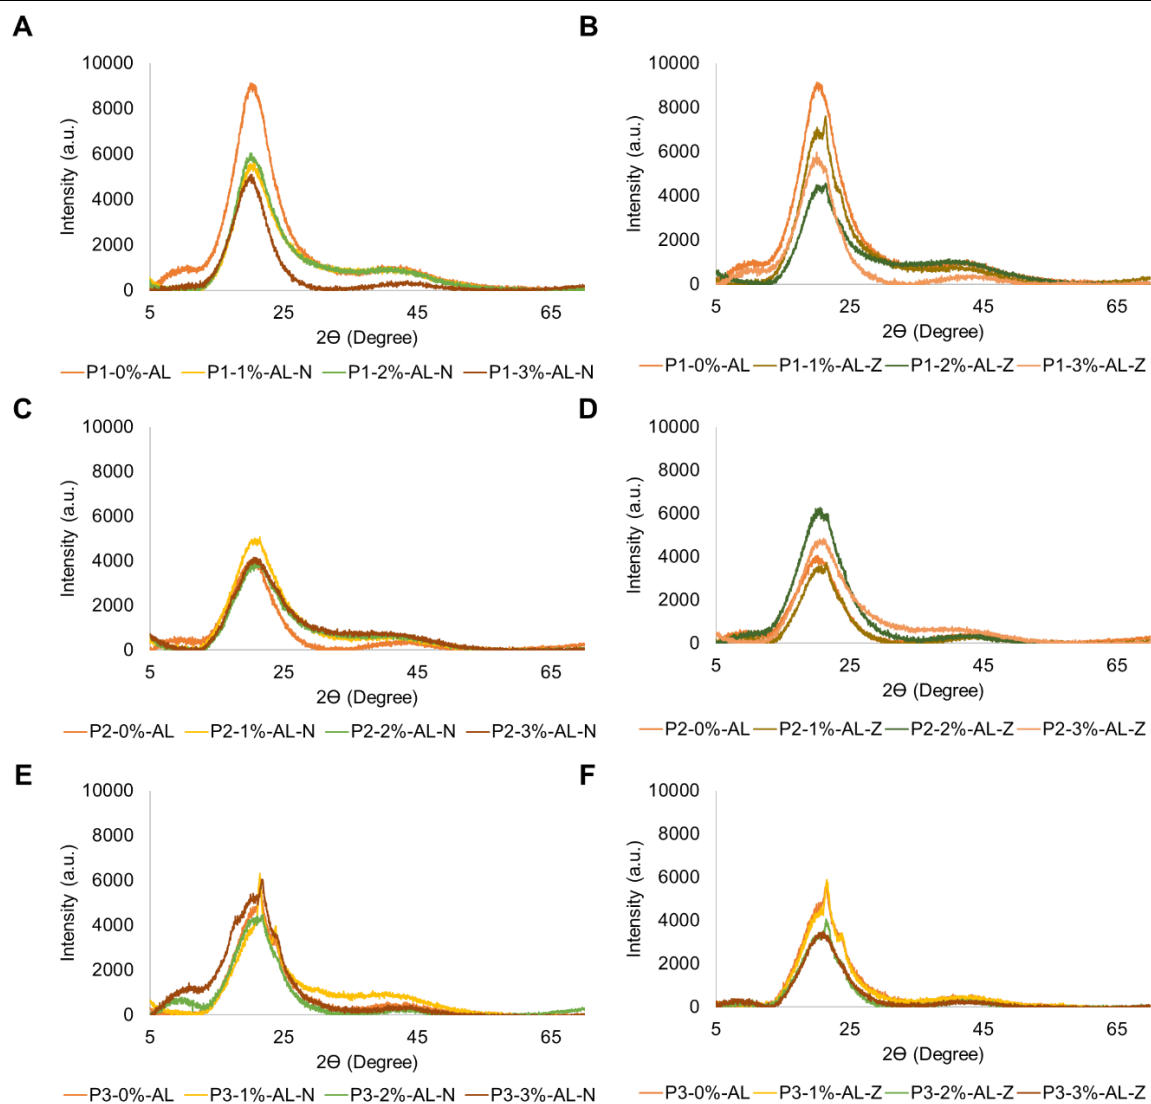 A
Intensity (a.u.)
10000
8000
6000
4000
2000
0
5
25
45
65
2ϴ (Degree)
P1-0%-AL P1-1%-AL-N P1-2%-AL-N P1-3%-AL-N
B
Intensity (a.u.)
10000
8000
6000
4000
2000
0
5
25
45
65
2ϴ (Degree)
P1-0%-AL P1-1%-AL-Z P1-2%-AL-Z P1-3%-AL-Z
C
Intensity (a.u.)
10000
8000
6000
4000
2000
0
5
25
45
65
2ϴ (Degree)
P2-0%-AL P2-1%-AL-N P2-2%-AL-N P2-3%-AL-N
D
Intensity (a.u.)
10000
8000
6000
4000
2000
0
5
25
45
65
2ϴ (Degree)
P2-0%-AL P2-1%-AL-Z P2-2%-AL-Z P2-3%-AL-Z
E
Intensity (a.u.)
10000
8000
6000
4000
2000
0
5
25
45
65
2ϴ (Degree)
P3-0%-AL P3-1%-AL-N P3-2%-AL-N P3-3%-AL-N
F
Intensity (a.u.)
10000
8000
6000
4000
2000
0
5
25
45
65
2ϴ (Degree)
P3-0%-AL P3-1%-AL-Z P3-2%-AL-Z P3-3%-AL-Z